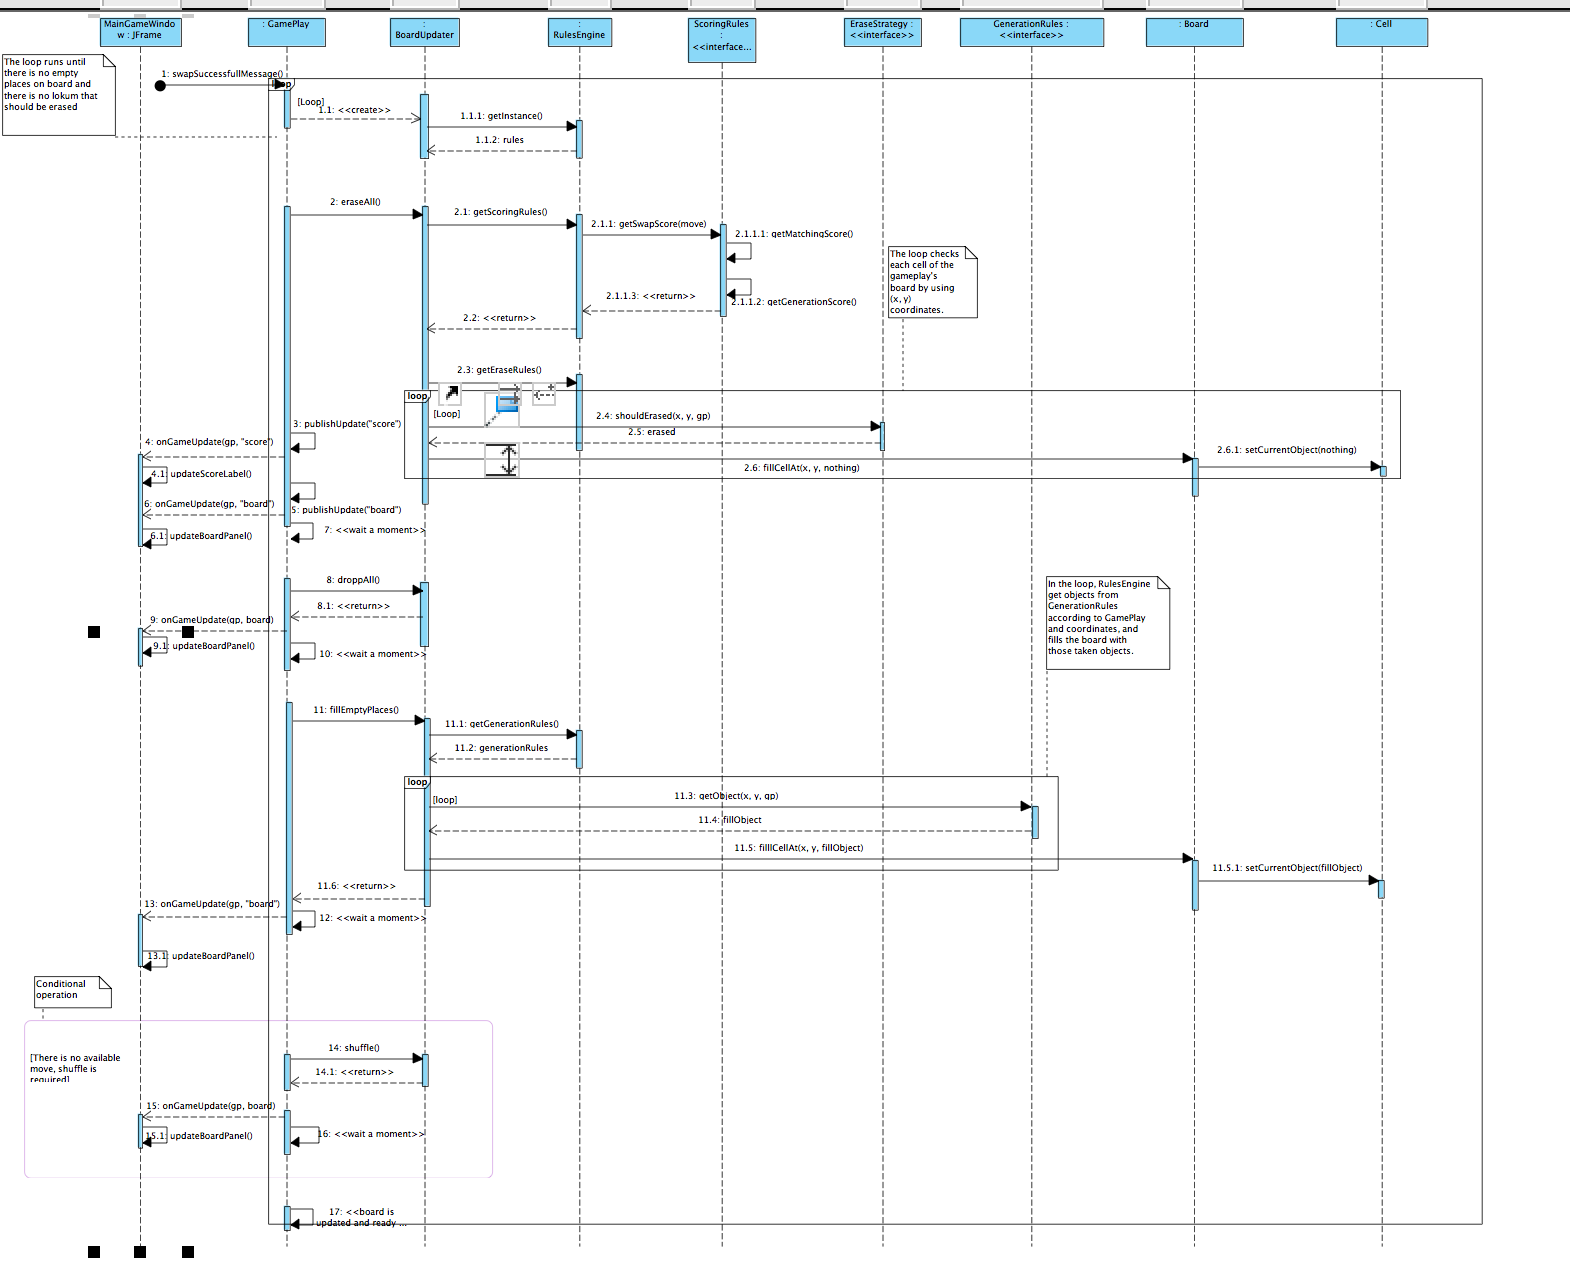 MainGameWindo
w : JFrame
: GamePlay
:
BoardUpdater
:
RulesEngine
ScoringRules
:
<<interface...
EraseStrategy :
<<interface>>
GenerationRules :
<<interface>>
: Board
: Cell
The loop runs until
there is no empty
places on board and
there is no lokum that
should be erased
1: swapSuccessfullMessage()
loop
[Loop]
1.1: <<create>>
1.1.1: getInstance()
1.1.2: rules
2: eraseAll()
2.1: getScoringRules()
2.1.1: getSwapScore(move)
2.1.1.1: getMatchingScore()
2.1.1.2: getGenerationScore()
2.1.1.3: <<return>>
2.2: <<return>>
The loop checks
each cell of the
gameplay's
board by using
(x, y)
coordinates.
2.3: getEraseRules()
loop
[Loop]
2.4: shouldErased(x, y, gp)
2.5: erased
2.6: fillCellAt(x, y, nothing)
2.6.1: setCurrentObject(nothing)
3: publishUpdate("score")
4: onGameUpdate(gp, "score")
4.1: updateScoreLabel()
5: publishUpdate("board")
6: onGameUpdate(gp, "board")
6.1: updateBoardPanel()
7: <<wait a moment>>
8: droppAll()
8.1: <<return>>
9: onGameUpdate(gp, board)
9.1: updateBoardPanel()
10: <<wait a moment>>
In the loop, RulesEngine
get objects from
GenerationRules
according to GamePlay
and coordinates, and
fills the board with
those taken objects.
11: fillEmptyPlaces()
11.1: getGenerationRules()
11.2: generationRules
loop
[loop]
11.3: getObject(x, y, gp)
11.4: fillObject
11.5: filllCellAt(x, y, fillObject)
11.5.1: setCurrentObject(fillObject)
11.6: <<return>>
12: <<wait a moment>>
13: onGameUpdate(gp, "board")
13.1: updateBoardPanel()
Conditional
operation
[There is no available
move, shuffle is
required]
14: shuffle()
14.1: <<return>>
15: onGameUpdate(gp, board)
15.1: updateBoardPanel()
16: <<wait a moment>>
17: <<board is
updated and ready ...